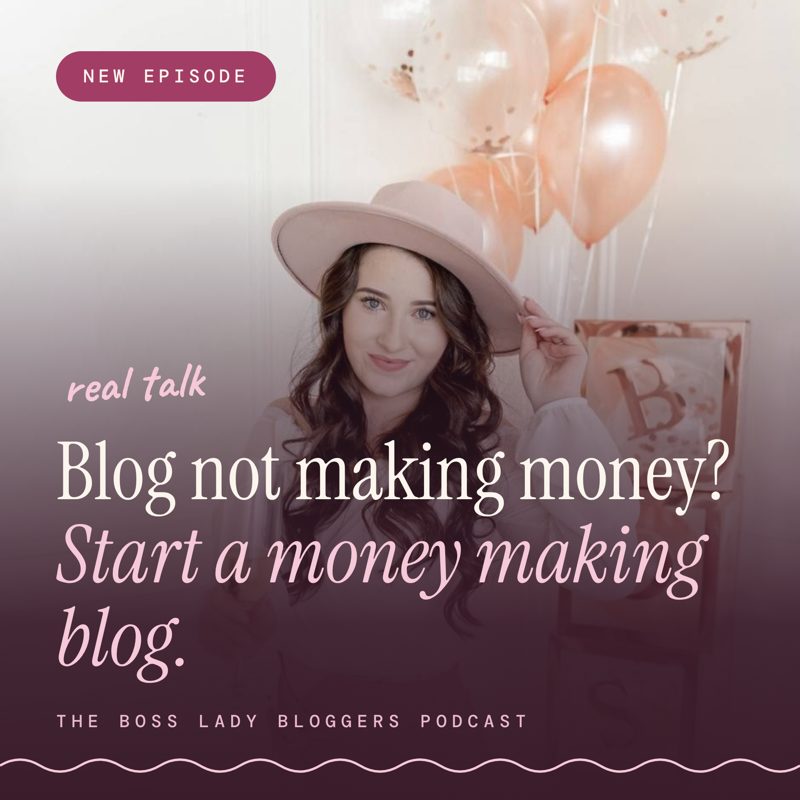 NEW EPISODE
real talk
Blog not making money?
Start a money making
blog.
THE BOSS LADY BLOGGERS PODCAST
B
S